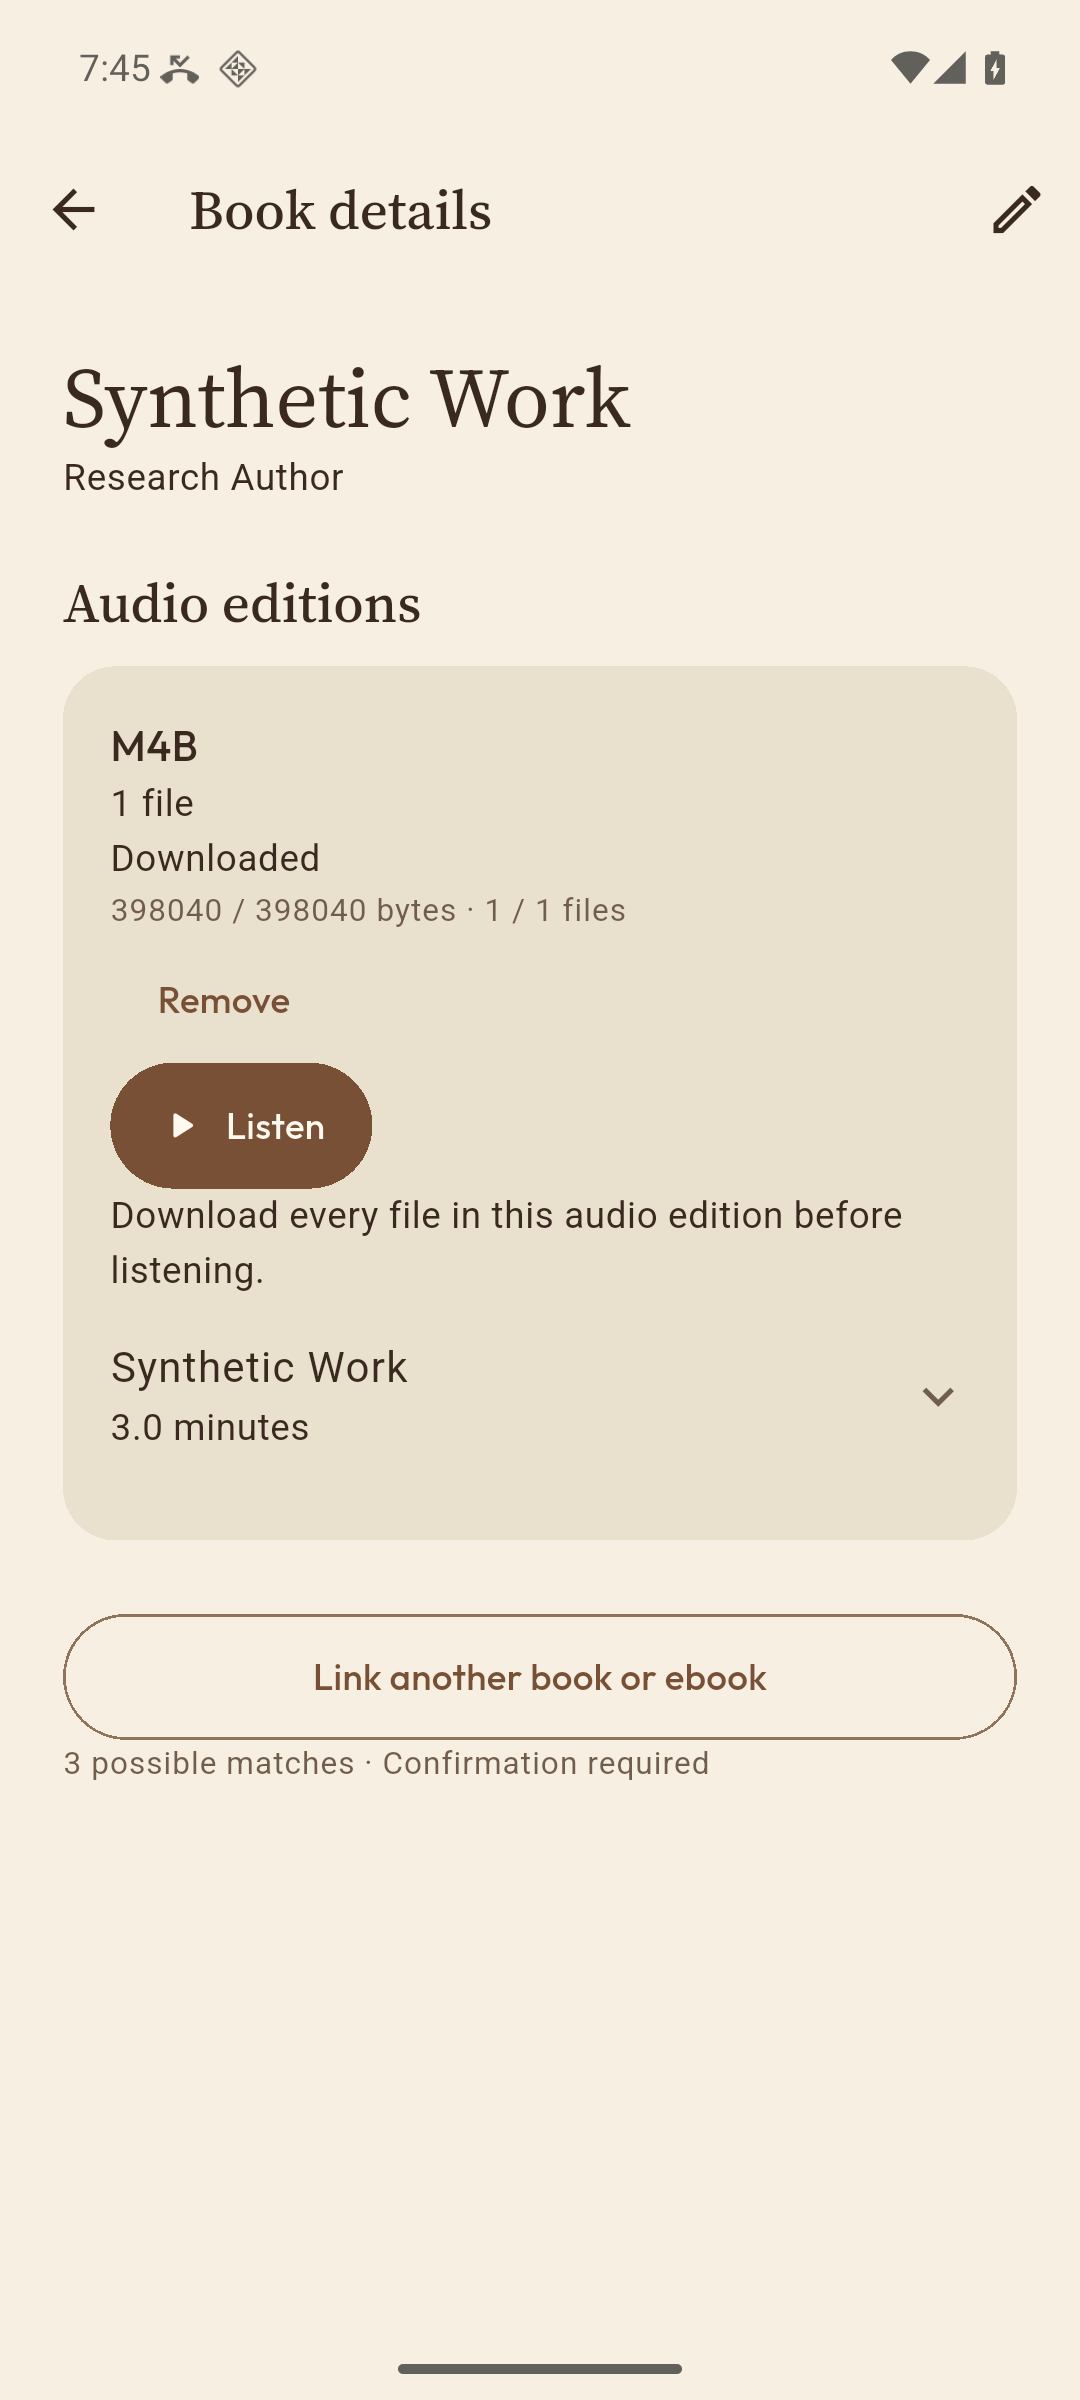 7:45
Book details
Synthetic Work
Research Author
Audio editions
M4B
1 file
Downloaded
398040 / 398040 bytes · 1 / 1 files
Remove
Listen
Download every file in this audio edition before
listening.
Synthetic Work
3.0 minutes
Link another book or ebook
3 possible matches · Confirmation required